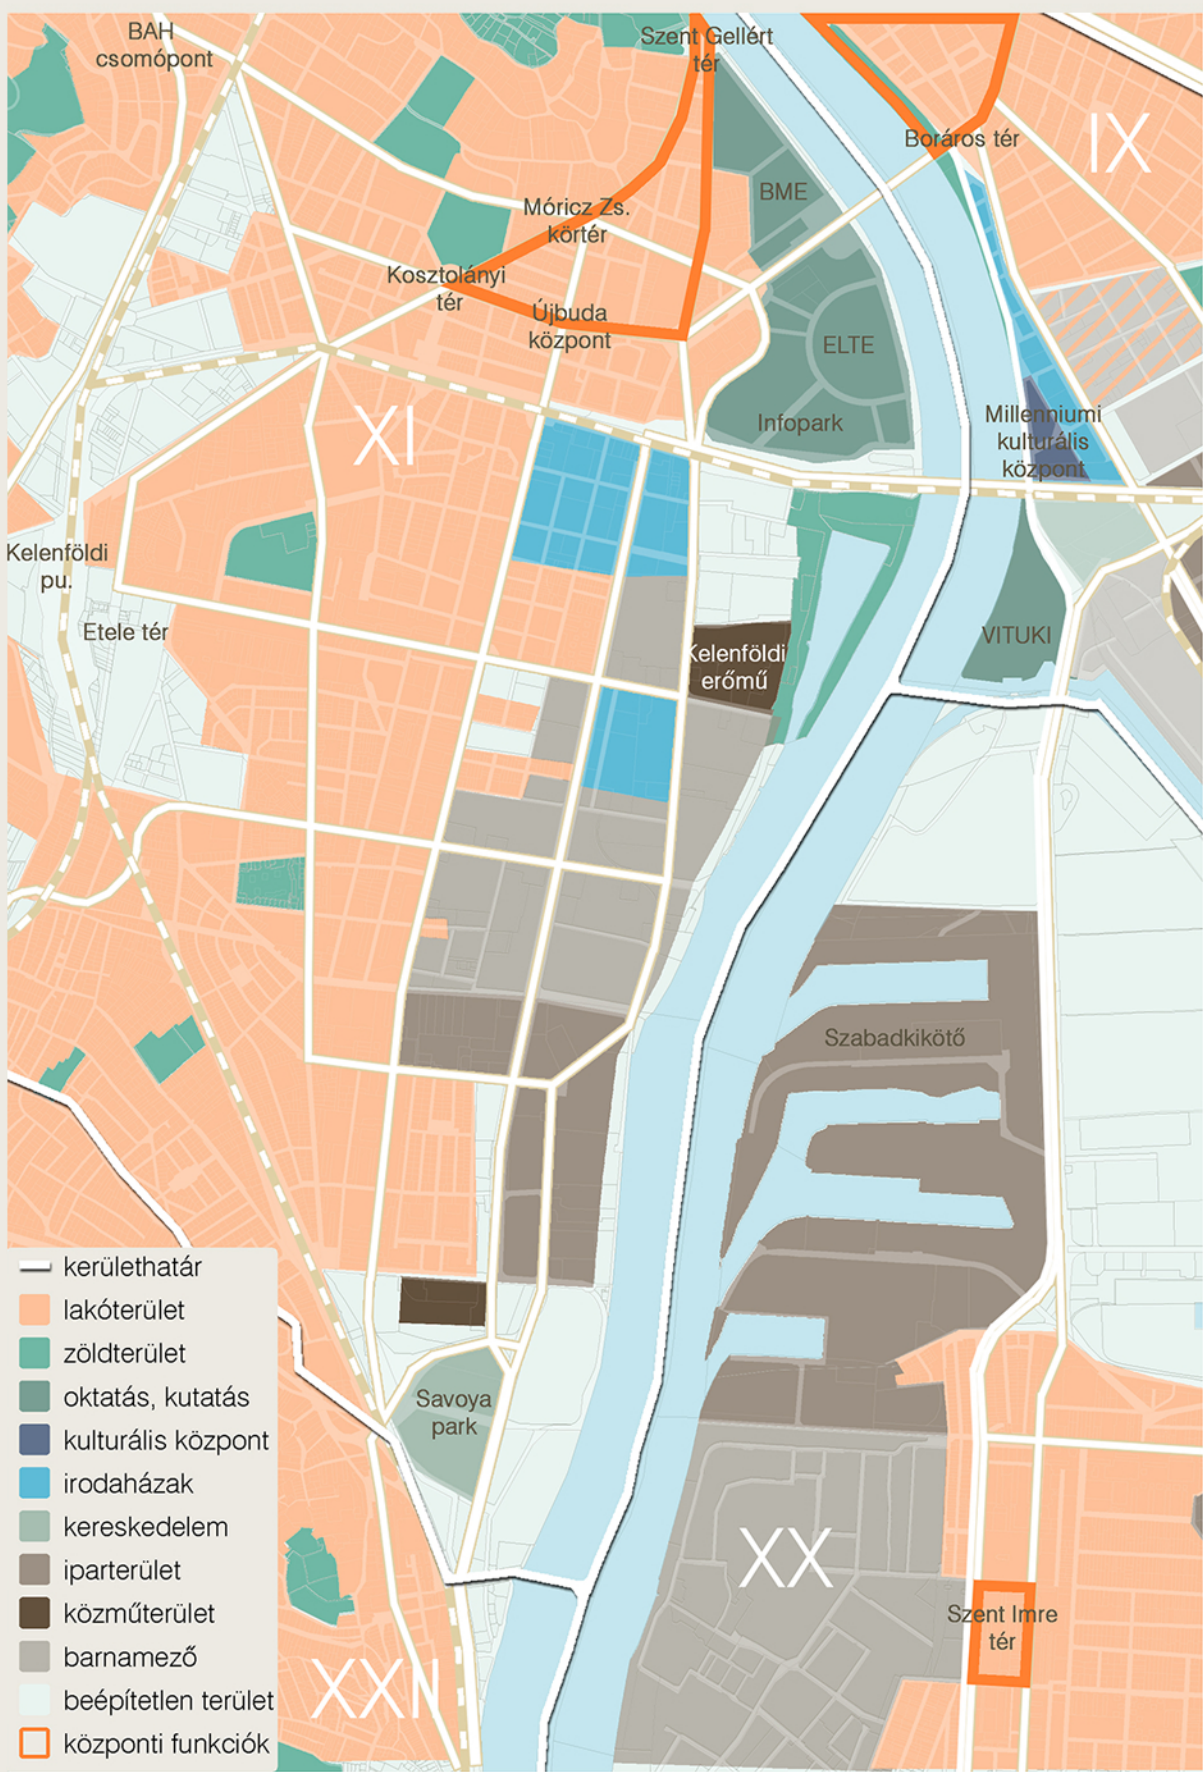 BAH
csomópont
Szent Gellért
tér
Boráros tér
IX
BME
Móricz Zs.
körtér
Kosztolányi
tér
Újbuda
központ
ELTE
Infopark
XI
Millenniumi
kulturális
központ
Kelenföldi
pu.
Etele tér
VITUKI
Kelenföldi
erőmű
Szabadkikötő
Savoya
park
XX
Szent Imre
tér
XXII
kerülethatár
lakóterület
zöldterület
oktatás, kutatás
kulturális központ
irodaházak
kereskedelem
iparterület
közműterület
barnamező
beépítetlen terület
központi funkciók